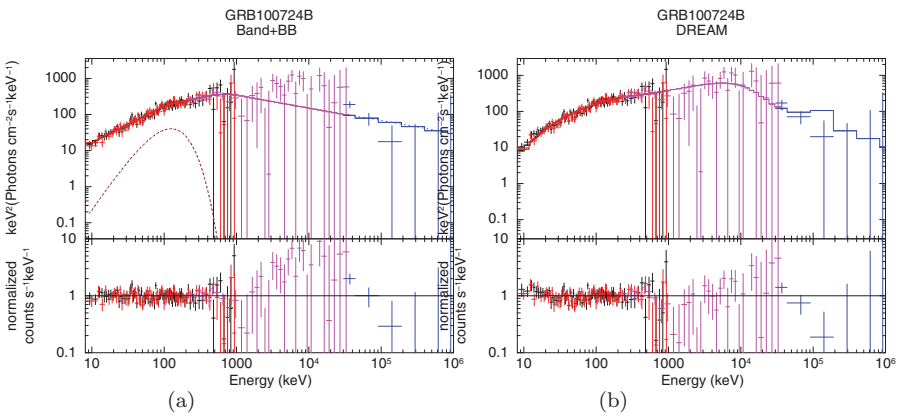 GRB100724B
Band+BB
keV²(Photons cm⁻²s⁻¹keV⁻¹)
1000
100
10
1
0.1
10
normalized
counts s⁻¹keV⁻¹
1
0.1
10
100
1000
10⁴
10⁵
10⁶
Energy (keV)
(a)
GRB100724B
DREAM
keV²(Photons cm⁻²s⁻¹keV⁻¹)
1000
100
10
1
0.1
10
normalized
counts s⁻¹keV⁻¹
1
0.1
10
100
1000
10⁴
10⁵
10⁶
Energy (keV)
(b)